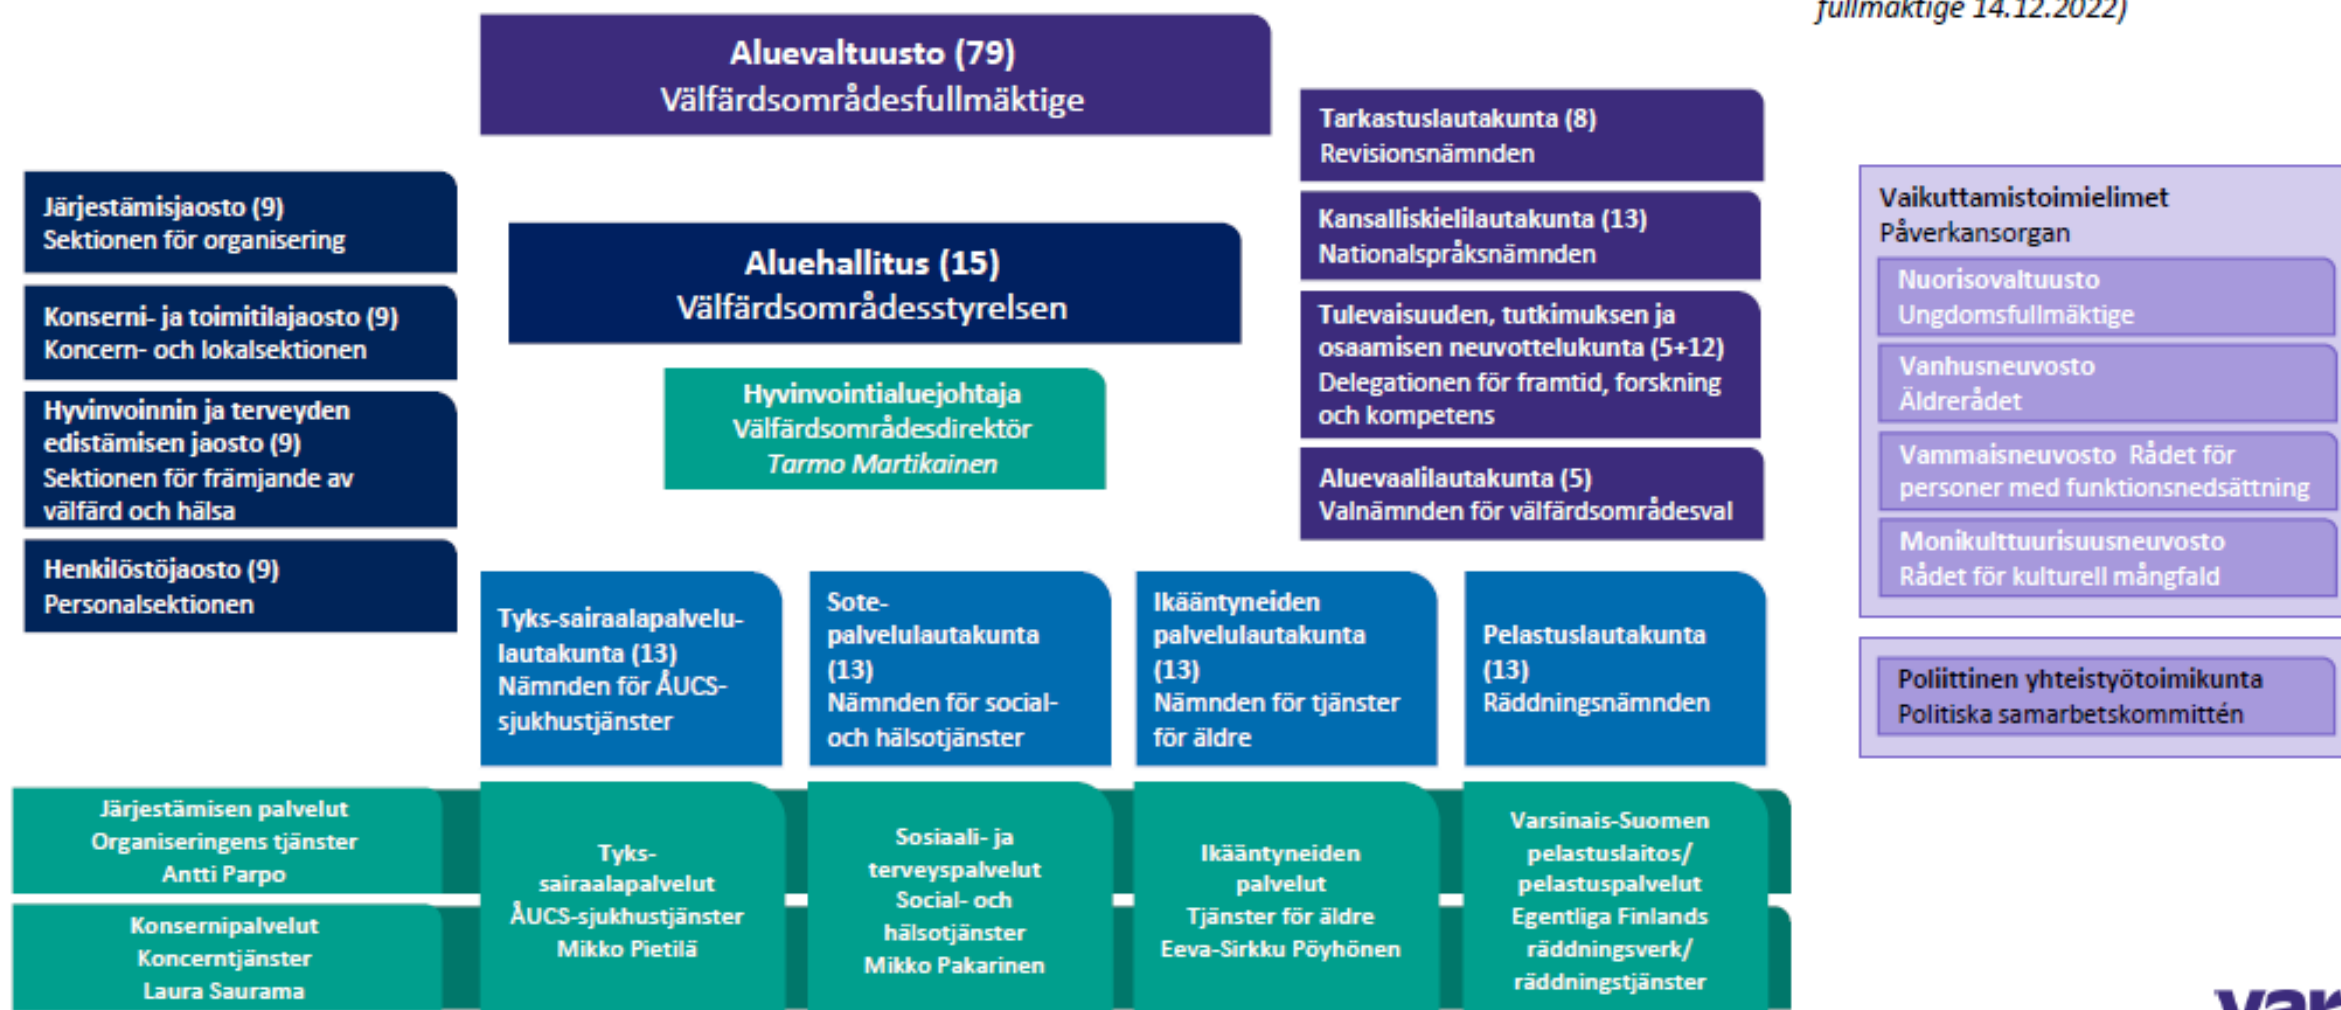 fullmäktige 14.12.2022)
Aluevaltuusto (79)
Välfärdsområdesfullmäktige
Järjestämisjaosto (9)
Sektionen för organisering
Konserni- ja toimitilajaosto (9)
Koncern- och lokalsektionen
Hyvinvoinnin ja terveyden
edistämisen jaosto (9)
Sektionen för främjande av
välfärd och hälsa
Henkilöstöjaosto (9)
Personalsektionen
Aluehallitus (15)
Välfärdsområdesstyrelsen
Hyvinvointialuejohtaja
Välfärdsområdesdirektör
Tarmo Martikainen
Tarkastuslautakunta (8)
Revisionsnämnden
Kansalliskielilautakunta (13)
Nationalspråksnämnden
Tulevaisuuden, tutkimuksen ja
osaamisen neuvottelukunta (5+12)
Delegationen för framtid, forskning
och kompetens
Aluevaalilautakunta (5)
Valnämnden för välfärdsområdesval
Vaikuttamistoimielimet
Påverkansorgan
Nuorisovaltuusto
Ungdomsfullmäktige
Vanhusneuvosto
Äldrerådet
Vammaisneuvosto Rådet för
personer med funktionsnedsättning
Monikulttuurisuusneuvosto
Rådet för kulturell mångfald
Poliittinen yhteistyötoimikunta
Politiska samarbetskommittén
Tyks-sairaalapalvelu-
lautakunta (13)
Nämnden för ÅUCS-
sjukhustjänster
Sote-
palvelulautakunta
(13)
Nämnden för social-
och hälsotjänster
Ikääntyneiden
palvelulautakunta
(13)
Nämnden för tjänster
för äldre
Pelastuslautakunta
(13)
Räddningsnämnden
Järjestämisen palvelut
Organiseringens tjänster
Antti Parpo
Konsernipalvelut
Koncerntjänster
Laura Saurama
Tyks-
sairaalapalvelut
ÅUCS-sjukhustjänster
Mikko Pietilä
Sosiaali- ja
terveyspalvelut
Social- och
hälsotjänster
Mikko Pakarinen
Ikääntyneiden
palvelut
Tjänster för äldre
Eeva-Sirkku Pöyhönen
Varsinais-Suomen
pelastuslaitos/
pelastuspalvelut
Egentliga Finlands
räddningsverk/
räddningstjänster